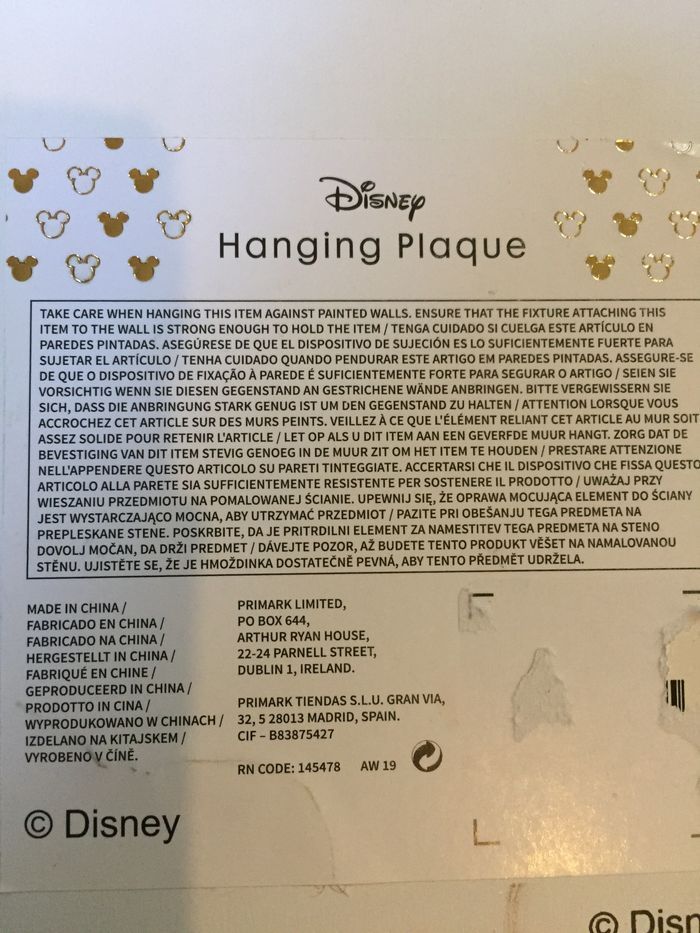 Disney
Hanging Plaque
TAKE CARE WHEN HANGING THIS ITEM AGAINST PAINTED WALLS. ENSURE THAT THE FIXTURE ATTACHING THIS
ITEM TO THE WALL IS STRONG ENOUGH TO HOLD THE ITEM / TENGA CUIDADO SI CUELGA ESTE ARTÍCULO EN
PAREDES PINTADAS. ASEGÚRESE DE QUE EL DISPOSITIVO DE SUJECIÓN ES LO SUFICIENTEMENTE FUERTE PARA
SUJETAR EL ARTÍCULO / TENHA CUIDADO QUANDO PENDURAR ESTE ARTIGO EM PAREDES PINTADAS. ASSEGURE-SE
DE QUE O DISPOSITIVO DE FIXAÇÃO À PAREDE É SUFICIENTEMENTE FORTE PARA SEGURAR O ARTIGO / SEIEN SIE
VORSICHTIG WENN SIE DIESEN GEGENSTAND AN GESTRICHENE WÄNDE ANBRINGEN. BITTE VERGEWISSERN SIE
SICH, DASS DIE ANBRINGUNG STARK GENUG IST UM DEN GEGENSTAND ZU HALTEN / ATTENTION LORSQUE VOUS
ACCROCHEZ CET ARTICLE SUR DES MURS PEINTS. VEILLEZ À CE QUE L'ÉLÉMENT RELIANT CET ARTICLE AU MUR SOIT
ASSEZ SOLIDE POUR RETENIR L'ARTICLE / LET OP ALS U DIT ITEM AAN EEN GEVERFDE MUUR HANGT. ZORG DAT DE
BEVESTIGING VAN DIT ITEM STEVIG GENOEG IN DE MUUR ZIT OM HET ITEM TE HOUDEN / PRESTARE ATTENZIONE
NELL'APPENDERE QUESTO ARTICOLO SU PARETI TINTEGGIATE. ACCERTARSI CHE IL DISPOSITIVO CHE FISSA QUESTO
ARTICOLO ALLA PARETE SIA SUFFICIENTEMENTE RESISTENTE PER SOSTENERE IL PRODOTTO / UWAŻAJ PRZY
WIESZANIU PRZEDMIOTU NA POMALOWANEJ ŚCIANIE. UPEWNIJ SIĘ, ŻE OPRAWA MOCUJĄCA ELEMENT DO ŚCIANY
JEST WYSTARCZAJĄCO MOCNA, ABY UTRZYMAĆ PRZEDMIOT / PAZITE PRI OBEŠANJU TEGA PREDMETA NA
PREPLESKANE STENE. POSKRBITE, DA JE PRITRDILNI ELEMENT ZA NAMESTITEV TEGA PREDMETA NA STENO
DOVOLJ MOČAN, DA DRŽI PREDMET / DÁVEJTE POZOR, AŽ BUDETE TENTO PRODUKT VĚŠET NA NAMALOVANOU
STĚNU. UJISTĚTE SE, ŽE JE HMOŽDINKA DOSTATEČNĚ PEVNÁ, ABY TENTO PŘEDMĚT UDRŽELA.
MADE IN CHINA /
FABRICADO EN CHINA /
FABRICADO NA CHINA /
HERGESTELLT IN CHINA /
FABRIQUÉ EN CHINE /
GEPRODUCEERD IN CHINA /
PRODOTTO IN CINA /
WYPRODUKOWANO W CHINACH /
IZDELANO NA KITAJSKEM /
VYROBENO V ČÍNĚ.
PRIMARK LIMITED,
PO BOX 644,
ARTHUR RYAN HOUSE,
22-24 PARNELL STREET,
DUBLIN 1, IRELAND.
PRIMARK TIENDAS S.L.U. GRAN VIA,
32, 5 28013 MADRID, SPAIN.
CIF – B83875427
RN CODE: 145478 AW 19
© Disney